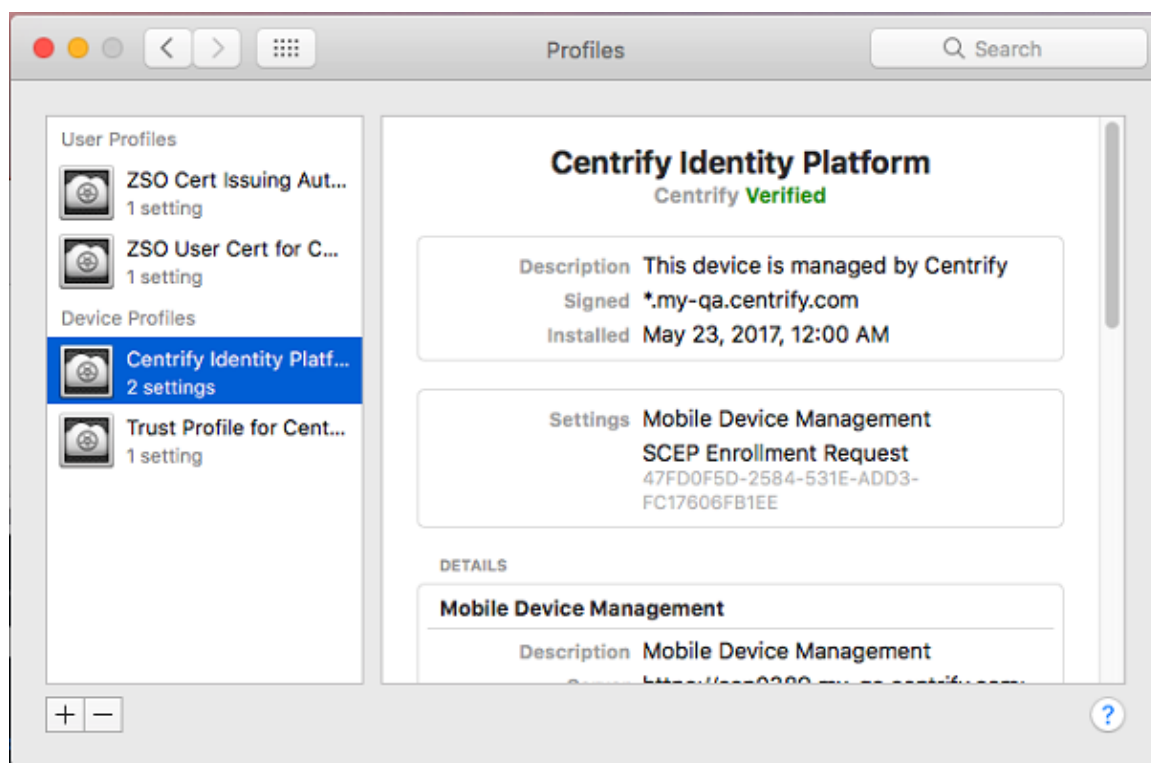 Profiles
Search
User Profiles
ZSO Cert Issuing Aut...
1 setting
ZSO User Cert for C...
1 setting
Device Profiles
Centrify Identity Platf...
2 settings
Trust Profile for Cent...
1 setting
Centrify Identity Platform
Centrify Verified
Description This device is managed by Centrify
Signed *.my-qa.centrify.com
Installed May 23, 2017, 12:00 AM
Settings Mobile Device Management
SCEP Enrollment Request
47FD0F5D-2584-531E-ADD3-
FC17606FB1EE
DETAILS
Mobile Device Management
Description Mobile Device Management